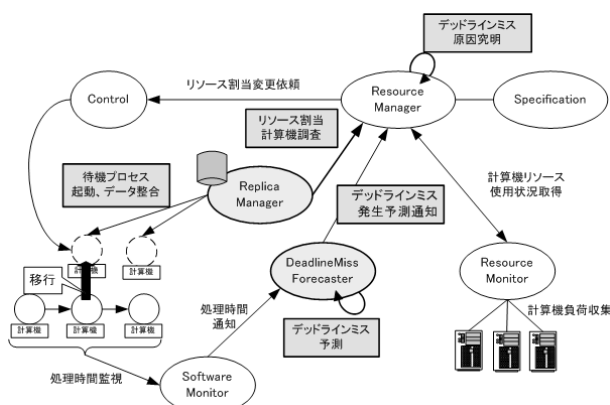 デッドラインミス
原因究明
リソース割当変更依頼
Control
Resource
Manager
Specification
リソース割当
計算機調査
待機プロセス
起動、データ整合
Replica
Manager
デッドラインミス
発生予測通知
計算機リソース
使用状況取得
計算機
計算機
移行
DeadlineMiss
Forecaster
Resource
Monitor
処理時間
通知
計算機負荷収集
計算機
計算機
計算機
デッドラインミス
予測
処理時間監視
Software
Monitor